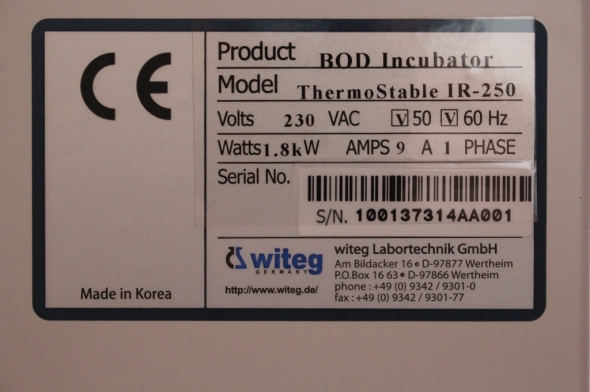 CE
Product BOD Incubator
Model ThermoStable IR-250
Volts 230 VAC V 50 V 60 Hz
Watts 1.8kW AMPS 9 A 1 PHASE
Serial No.
S/N. 100137314AA001
witeg
GERMANY
http://www.witeg.de/
witeg Labortechnik GmbH
Am Bildacker 16 • D-97877 Wertheim
P.O.Box 16 63 • D-97866 Wertheim
phone : +49 (0) 9342 / 9301-0
fax : +49 (0) 9342 / 9301-77
Made in Korea